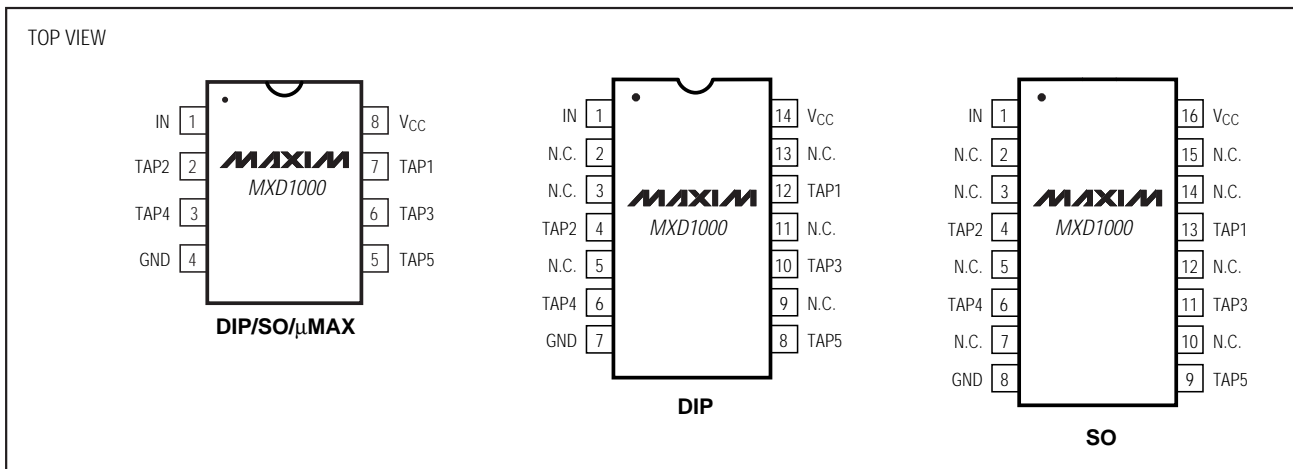 TOP VIEW
IN 1
TAP2 2
TAP4 3
GND 4
8 VCC
7 TAP1
6 TAP3
5 TAP5
MAXIM
MXD1000
DIP/SO/µMAX
IN 1
N.C. 2
N.C. 3
TAP2 4
N.C. 5
TAP4 6
GND 7
14 VCC
13 N.C.
12 TAP1
11 N.C.
10 TAP3
9 N.C.
8 TAP5
MAXIM
MXD1000
DIP
IN 1
N.C. 2
N.C. 3
TAP2 4
N.C. 5
TAP4 6
N.C. 7
GND 8
16 VCC
15 N.C.
14 N.C.
13 TAP1
12 N.C.
11 TAP3
10 N.C.
9 TAP5
MAXIM
MXD1000
SO